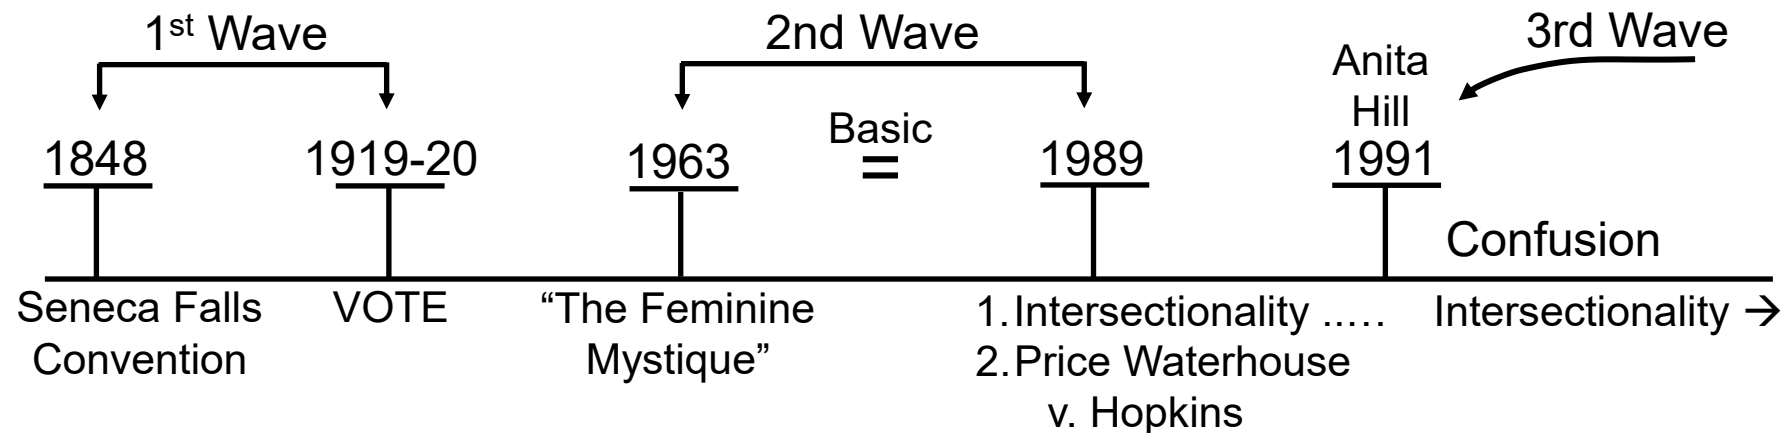 1st Wave
2nd Wave
3rd Wave
Anita
Hill
Basic
=
1848
1919-20
1963
1989
1991
Confusion
Seneca Falls
Convention
VOTE
“The Feminine
Mystique”
1. Intersectionality .....
2. Price Waterhouse
v. Hopkins
Intersectionality →